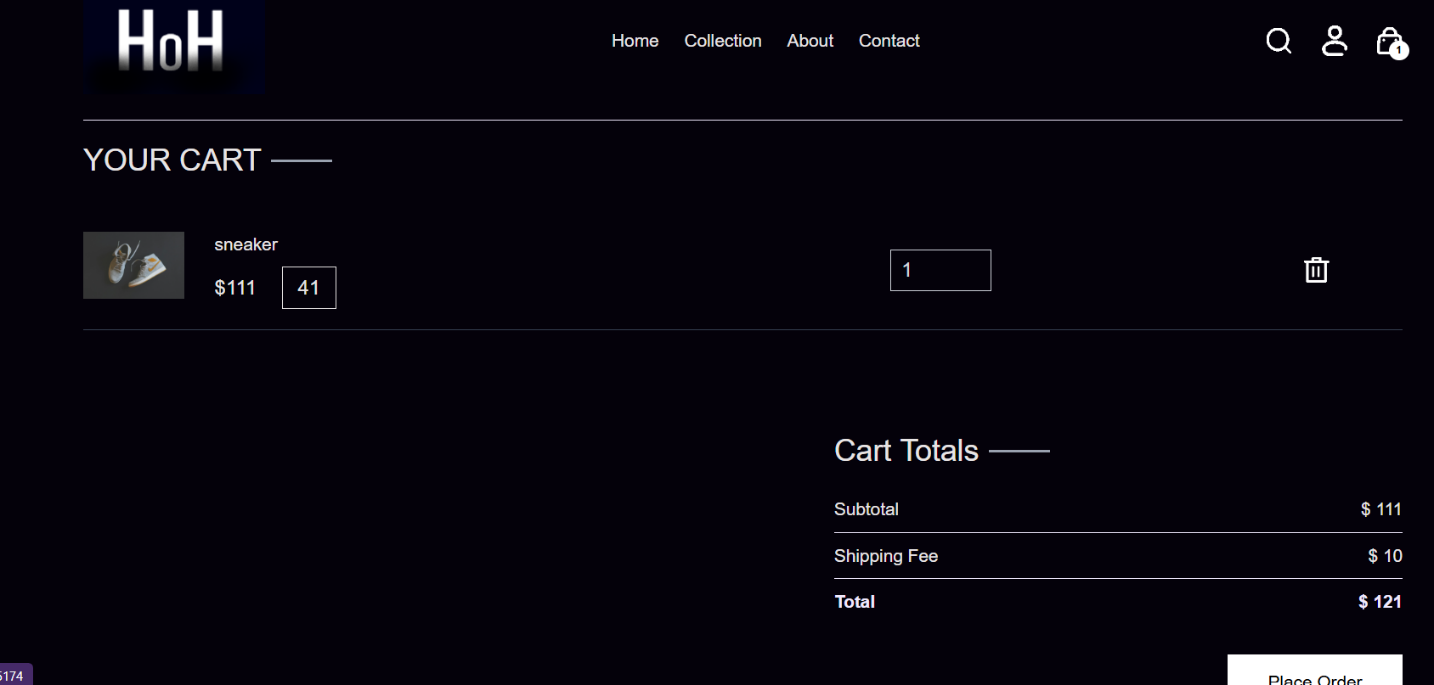 HoH
Home Collection About Contact
1
YOUR CART
sneaker
$111 41
1
Cart Totals
Subtotal $ 111
Shipping Fee $ 10
Total $ 121
5174
Place Order